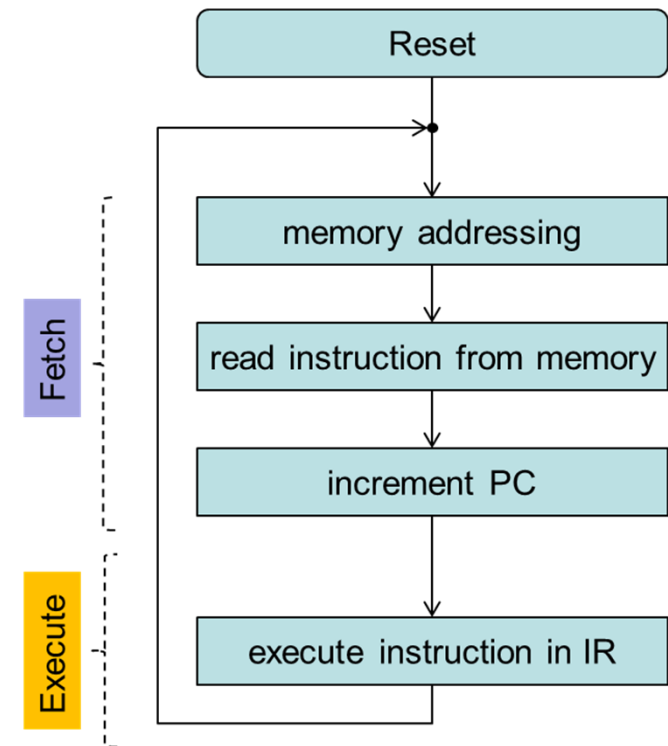 Reset
memory addressing
Fetch
read instruction from memory
increment PC
Execute
execute instruction in IR